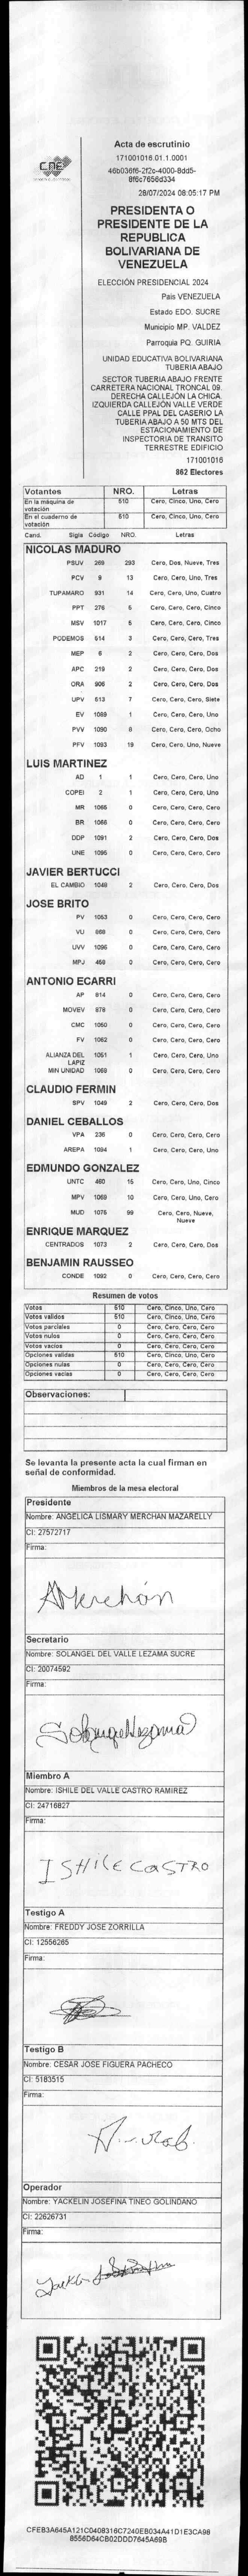 CNE
Acta de escrutinio
171001016.01.1.0001
46b036f6-2f2c-4000-8dd5-
8f6c7656d334
28/07/2024 08:05:17 PM
PRESIDENTA O
PRESIDENTE DE LA
REPUBLICA
BOLIVARIANA DE
VENEZUELA
ELECCIÓN PRESIDENCIAL 2024
País VENEZUELA
Estado EDO. SUCRE
Municipio MP. VALDEZ
Parroquia PQ. GUIRIA
UNIDAD EDUCATIVA BOLIVARIANA
TUBERIA ABAJO
SECTOR TUBERIA ABAJO FRENTE
CARRETERA NACIONAL TRONCAL 09.
DERECHA CALLEJÓN LA CHICA.
IZQUIERDA CALLEJÓN VALLE VERDE
CALLE PPAL DEL CASERIO LA
TUBERIA ABAJO A 50 MTS DEL
ESTACIONAMIENTO DE
INSPECTORIA DE TRANSITO
TERRESTRE EDIFICIO
171001016
862 Electores
Votantes NRO. Letras
En la máquina de votación 510 Cero, Cinco, Uno, Cero
En el cuaderno de votación 510 Cero, Cinco, Uno, Cero
Cand. Sigla Código NRO. Letras
NICOLAS MADURO
PSUV 269 293 Cero, Dos, Nueve, Tres
PCV 9 13 Cero, Cero, Uno, Tres
TUPAMARO 931 14 Cero, Cero, Uno, Cuatro
PPT 276 5 Cero, Cero, Cero, Cinco
MSV 1017 5 Cero, Cero, Cero, Cinco
PODEMOS 514 3 Cero, Cero, Cero, Tres
MEP 6 2 Cero, Cero, Cero, Dos
APC 219 2 Cero, Cero, Cero, Dos
ORA 906 2 Cero, Cero, Cero, Dos
UPV 513 7 Cero, Cero, Cero, Siete
EV 1089 1 Cero, Cero, Cero, Uno
PVV 1090 8 Cero, Cero, Cero, Ocho
PFV 1093 19 Cero, Cero, Uno, Nueve
LUIS MARTINEZ
AD 1 1 Cero, Cero, Cero, Uno
COPEI 2 1 Cero, Cero, Cero, Uno
MR 1065 0 Cero, Cero, Cero, Cero
BR 1066 0 Cero, Cero, Cero, Cero
DDP 1091 2 Cero, Cero, Cero, Dos
UNE 1095 0 Cero, Cero, Cero, Cero
JAVIER BERTUCCI
EL CAMBIO 1048 2 Cero, Cero, Cero, Dos
JOSE BRITO
PV 1053 0 Cero, Cero, Cero, Cero
VU 868 0 Cero, Cero, Cero, Cero
UVV 1096 0 Cero, Cero, Cero, Cero
MPJ 458 0 Cero, Cero, Cero, Cero
ANTONIO ECARRI
AP 814 0 Cero, Cero, Cero, Cero
MOVEV 878 0 Cero, Cero, Cero, Cero
CMC 1050 0 Cero, Cero, Cero, Cero
FV 1062 0 Cero, Cero, Cero, Cero
ALIANZA DEL LAPIZ 1051 1 Cero, Cero, Cero, Uno
MIN UNIDAD 1059 0 Cero, Cero, Cero, Cero
CLAUDIO FERMIN
SPV 1049 2 Cero, Cero, Cero, Dos
DANIEL CEBALLOS
VPA 236 0 Cero, Cero, Cero, Cero
AREPA 1094 1 Cero, Cero, Cero, Uno
EDMUNDO GONZALEZ
UNTC 460 15 Cero, Cero, Uno, Cinco
MPV 1069 10 Cero, Cero, Uno, Cero
MUD 1075 99 Cero, Cero, Nueve, Nueve
ENRIQUE MARQUEZ
CENTRADOS 1073 2 Cero, Cero, Cero, Dos
BENJAMIN RAUSSEO
CONDE 1092 0 Cero, Cero, Cero, Cero
Resumen de votos
Votos 510 Cero, Cinco, Uno, Cero
Votos validos 510 Cero, Cinco, Uno, Cero
Votos parciales 0 Cero, Cero, Cero, Cero
Votos nulos 0 Cero, Cero, Cero, Cero
Votos vacios 0 Cero, Cero, Cero, Cero
Opciones validas 510 Cero, Cinco, Uno, Cero
Opciones nulas 0 Cero, Cero, Cero, Cero
Opciones vacias 0 Cero, Cero, Cero, Cero
Observaciones:
Se levanta la presente acta la cual firman en
señal de conformidad.
Miembros de la mesa electoral
Presidente
Nombre: ANGELICA LISMARY MERCHAN MAZARELLY
CI: 27572717
Firma:
AMerchán
Secretario
Nombre: SOLANGEL DEL VALLE LEZAMA SUCRE
CI: 20074592
Firma:
Solangel Lezama
Miembro A
Nombre: ISHILE DEL VALLE CASTRO RAMIREZ
CI: 24716827
Firma:
ISHILE CASTRO
Testigo A
Nombre: FREDDY JOSE ZORRILLA
CI: 12556265
Firma:
Testigo B
Nombre: CESAR JOSE FIGUERA PACHECO
CI: 5183515
Firma:
Operador
Nombre: YACKELIN JOSEFINA TINEO GOLINDANO
CI: 22626731
Firma:
CFEB3A645A121C0408316C7240EB034A41D1E3CA98
8556D64CB02DDD7645A69B